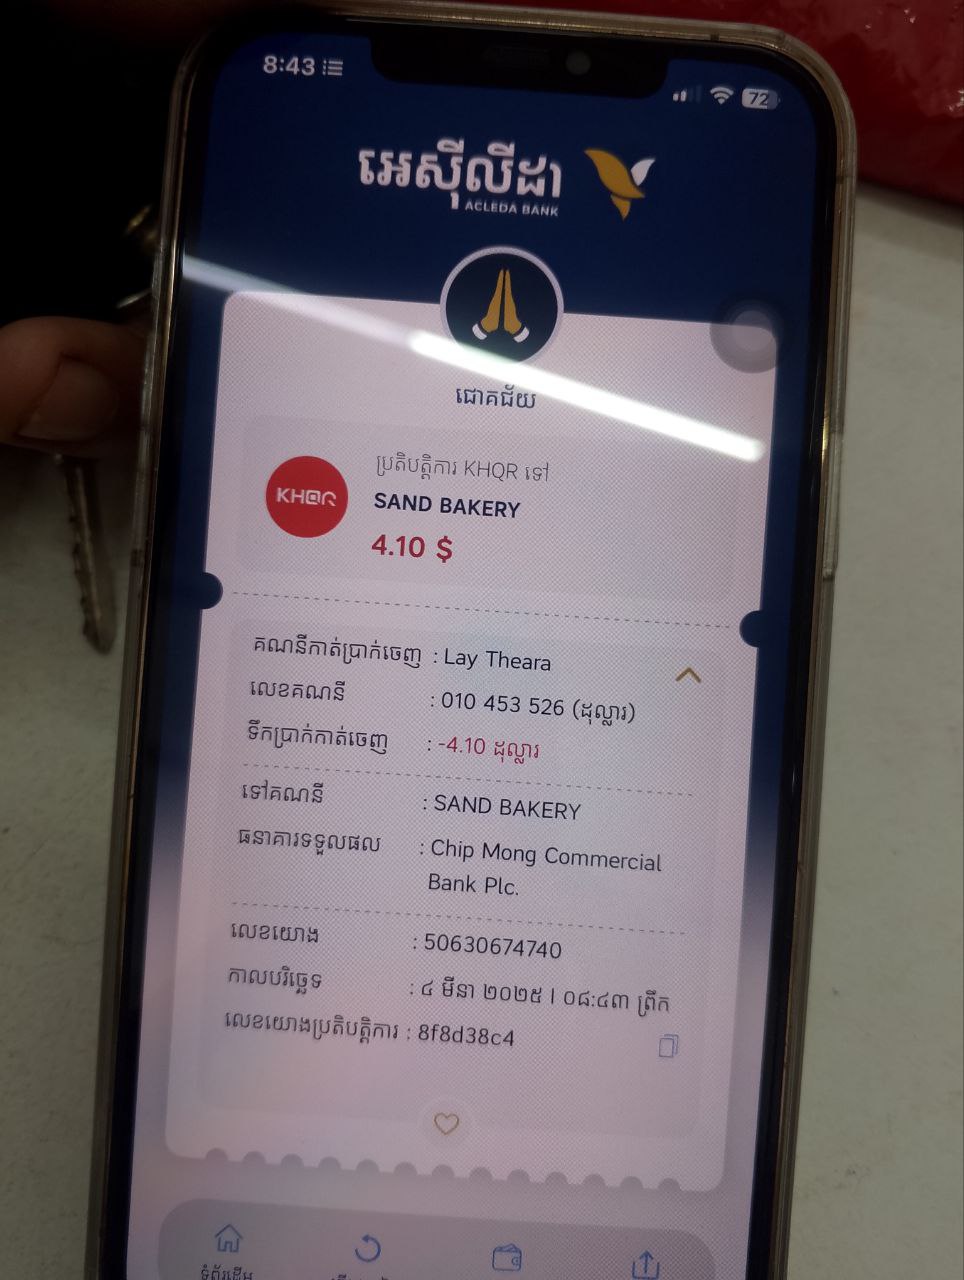 8:43
72
អេស៊ីលីដា
ACLEDA BANK
ជោគជ័យ
KHQR
ប្រតិបត្តិការ KHQR ទៅ
SAND BAKERY
4.10 $
គណនីកាត់ប្រាក់ចេញ : Lay Theara
លេខគណនី : 010 453 526 (ដុល្លារ)
ទឹកប្រាក់កាត់ចេញ : -4.10 ដុល្លារ
ទៅគណនី : SAND BAKERY
ធនាគារទទួលផល : Chip Mong Commercial
Bank Plc.
លេខយោង : 50630674740
កាលបរិច្ឆេទ : ៤ មីនា ២០២៥ | ០៨:៤៣ ព្រឹក
លេខយោងប្រតិបត្តិការ : 8f8d38c4
ទំព័រដើម